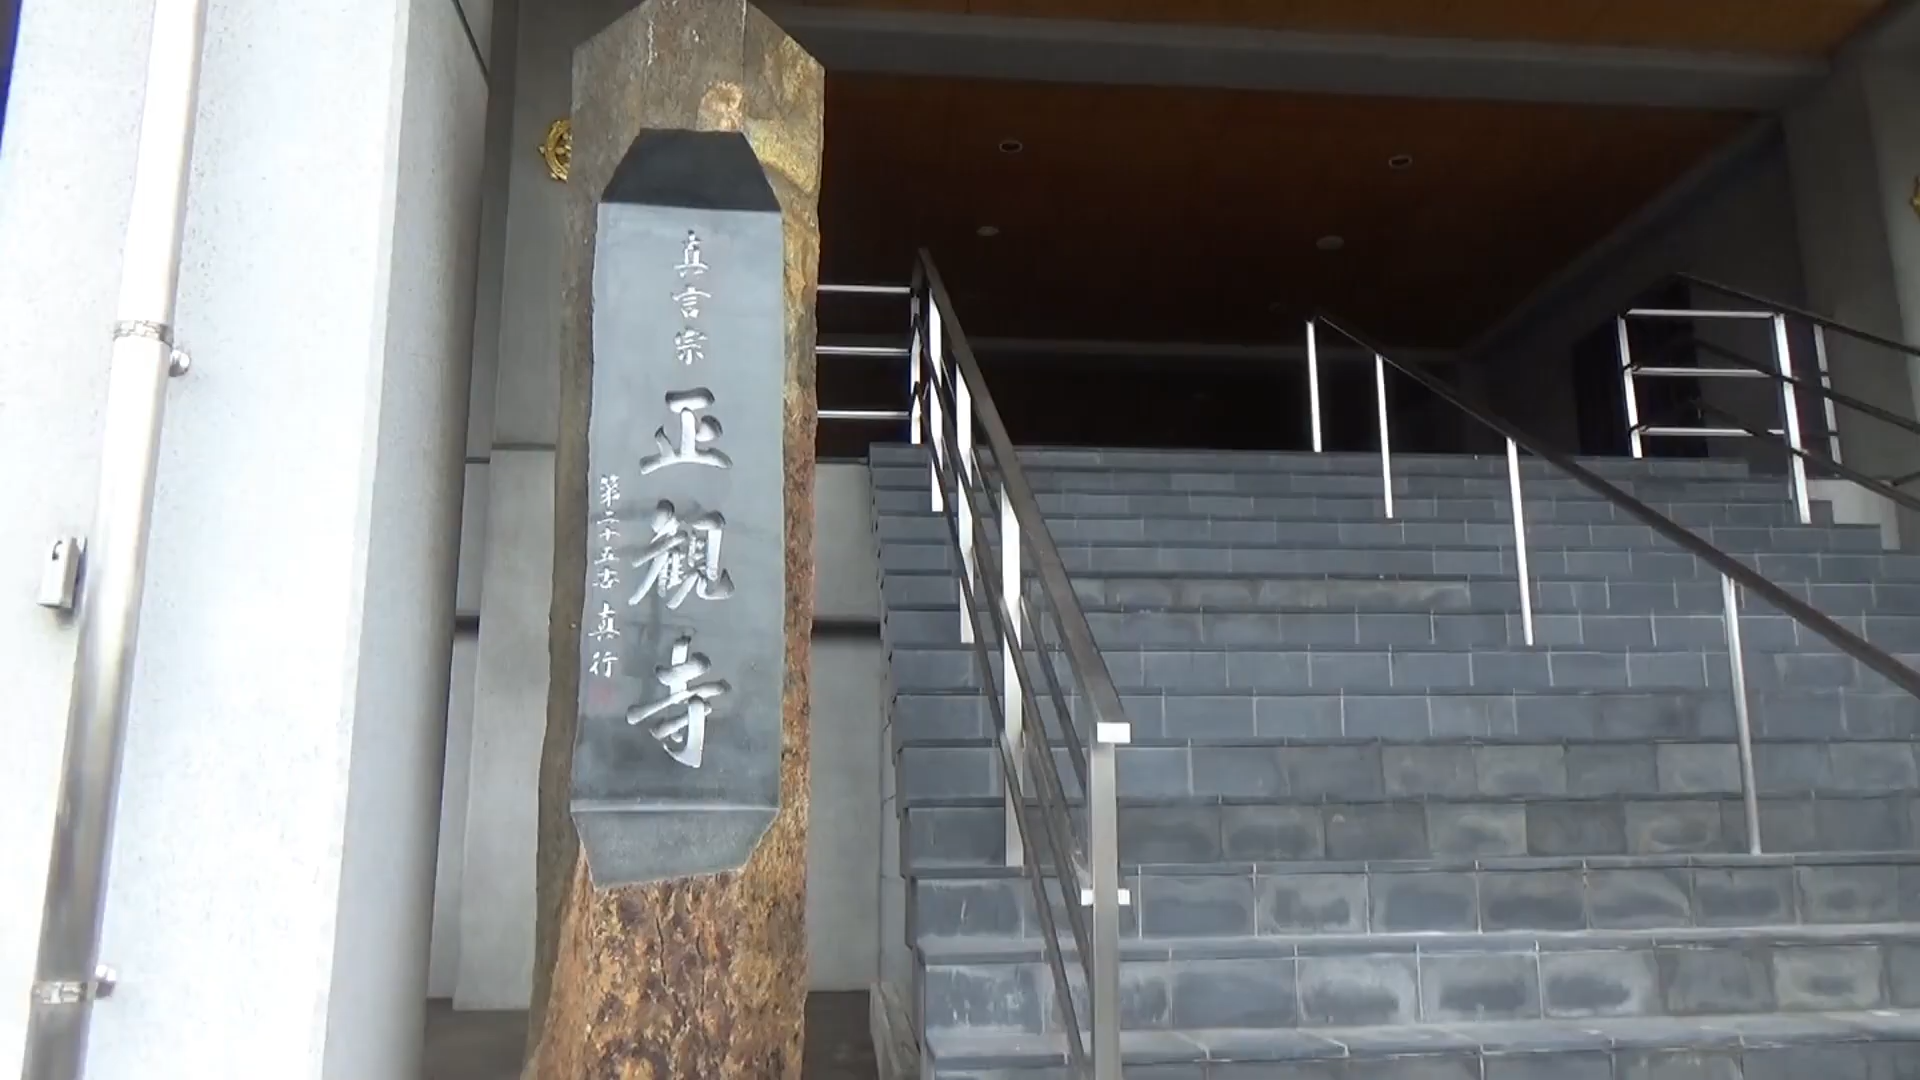 真言宗
正観寺
第二十五世 真行